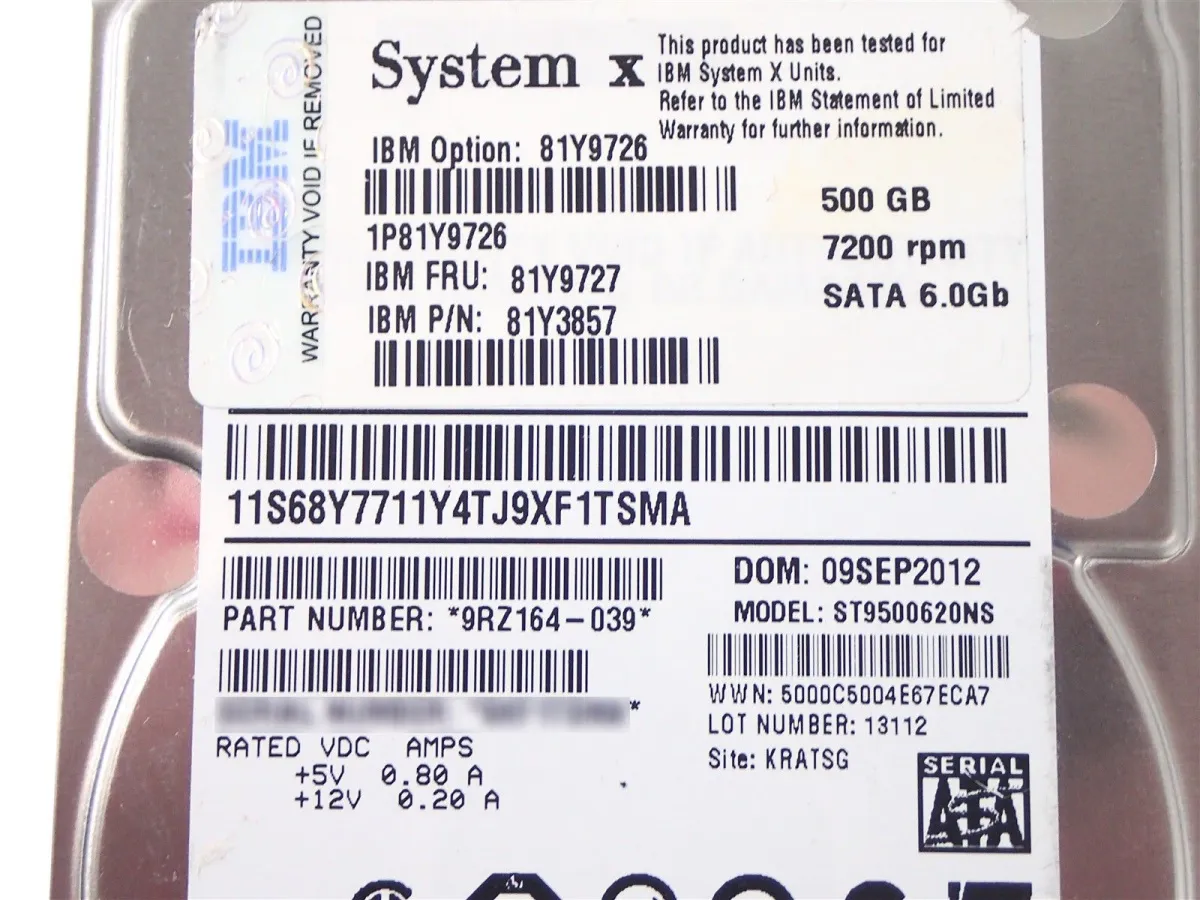 IBM
WARRANTY VOID IF REMOVED
System x
This product has been tested for
IBM System X Units.
Refer to the IBM Statement of Limited
Warranty for further information.
IBM Option: 81Y9726
1P81Y9726
IBM FRU: 81Y9727
IBM P/N: 81Y3857
500 GB
7200 rpm
SATA 6.0Gb
11S68Y7711Y4TJ9XF1TSMA
PART NUMBER: *9RZ164-039*
DOM: 09SEP2012
MODEL: ST9500620NS
WWN: 5000C5004E67ECA7
LOT NUMBER: 13112
Site: KRATSG
*
RATED VDC AMPS
+5V 0.80 A
+12V 0.20 A
SERIAL
ATA